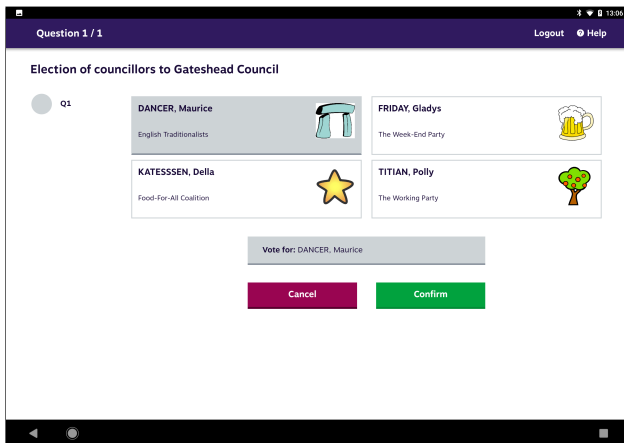 13:06
Question 1 / 1
Logout
Help
Election of councillors to Gateshead Council
Q1
DANCER, Maurice
English Traditionalists
FRIDAY, Gladys
The Week-End Party
KATESSSEN, Della
Food-For-All Coalition
TITIAN, Polly
The Working Party
Vote for: DANCER, Maurice
Cancel
Confirm